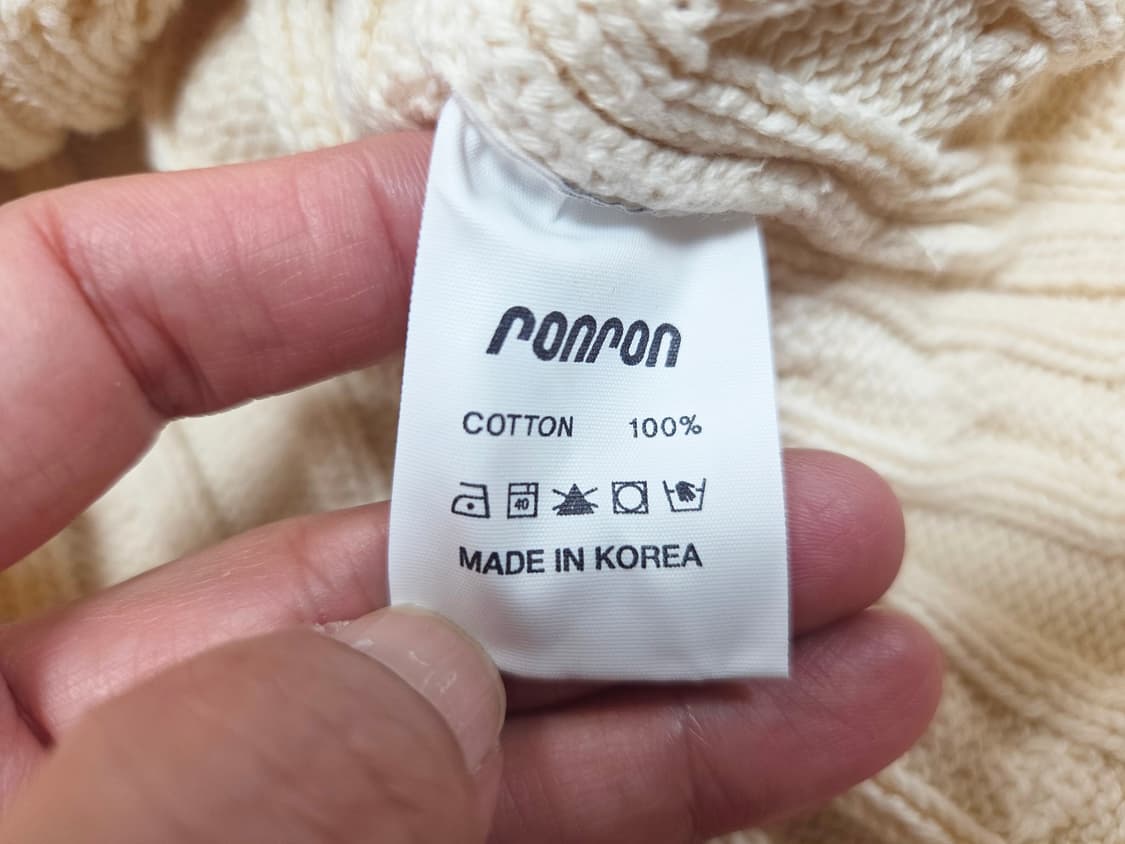 ronron
COTTON 100%
40
MADE IN KOREA